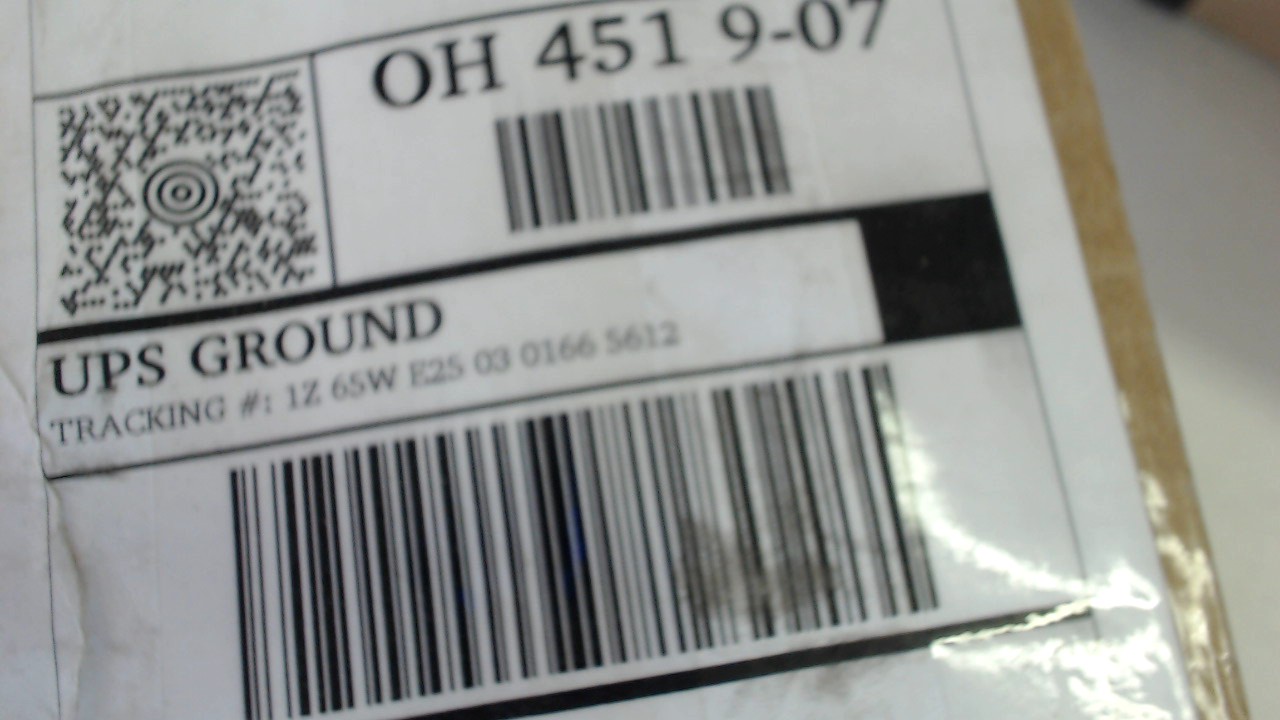 OH 451 9-07
UPS GROUND
TRACKING #: 1Z 65W E25 03 0166 5612